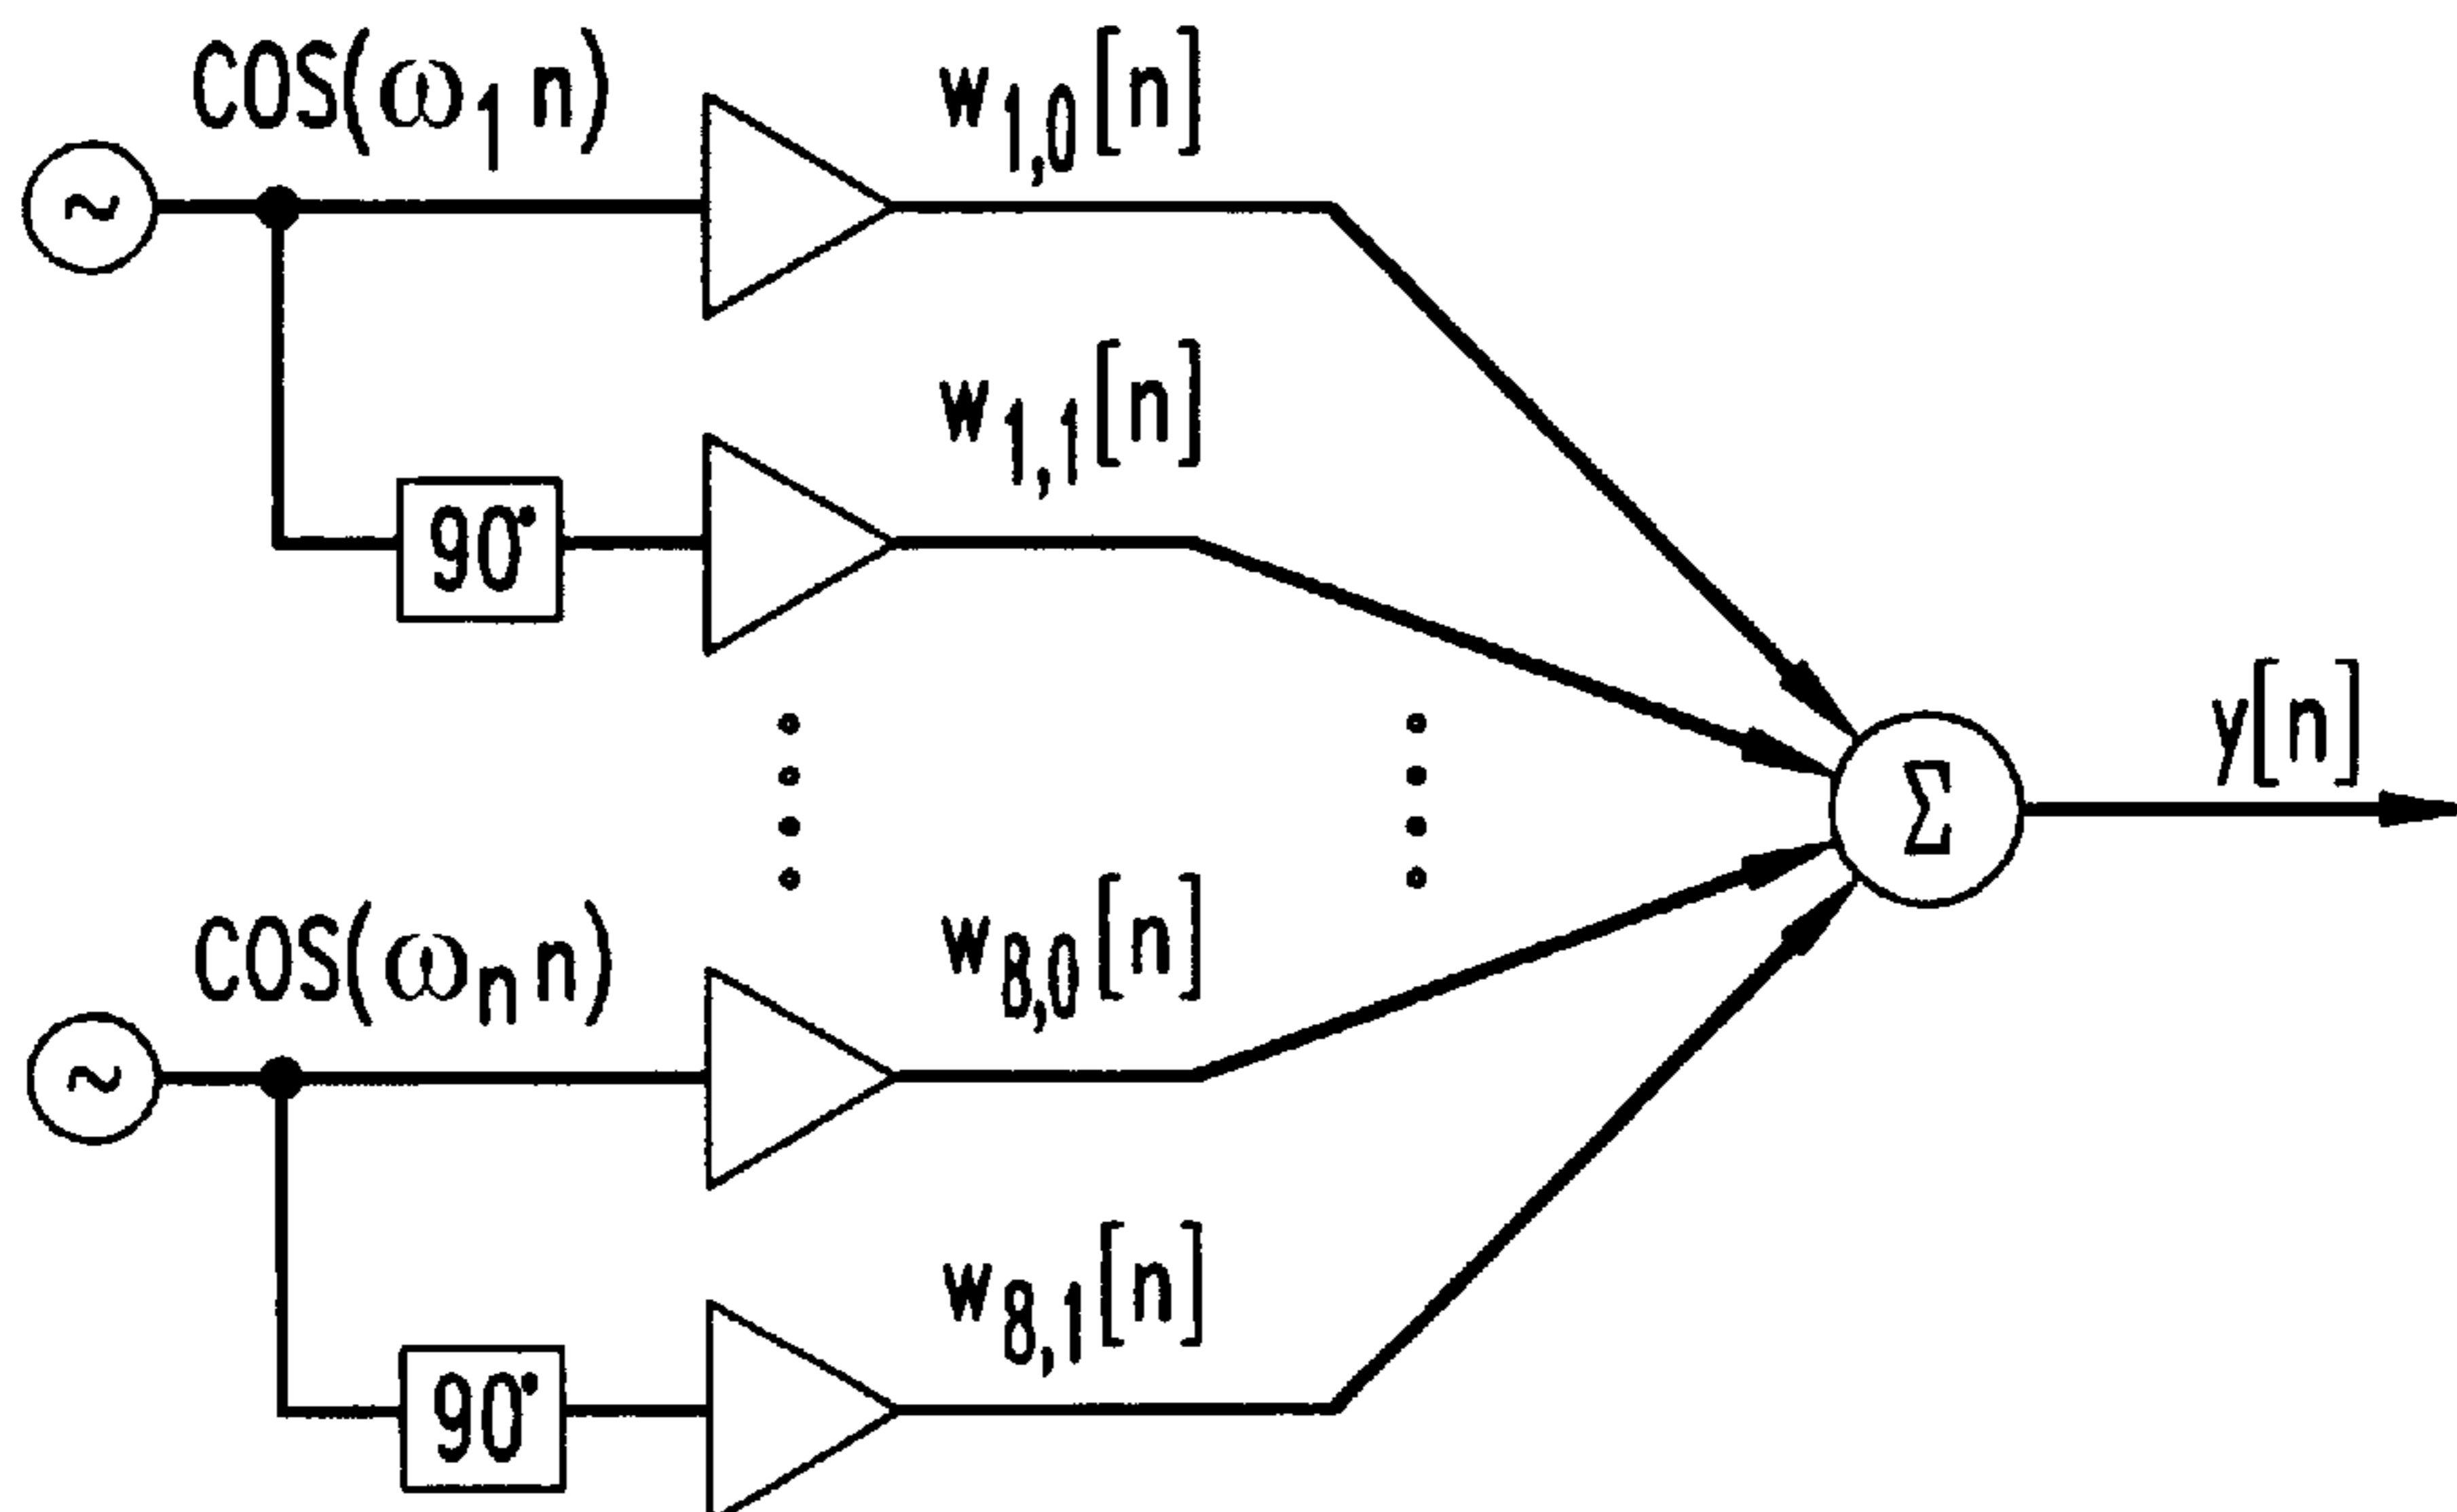 COS(ω1 n)
w1,0[n]
~
w1,1[n]
90°
y[n]
Σ
COS(ωn n)
w8,0[n]
~
w8,1[n]
90°